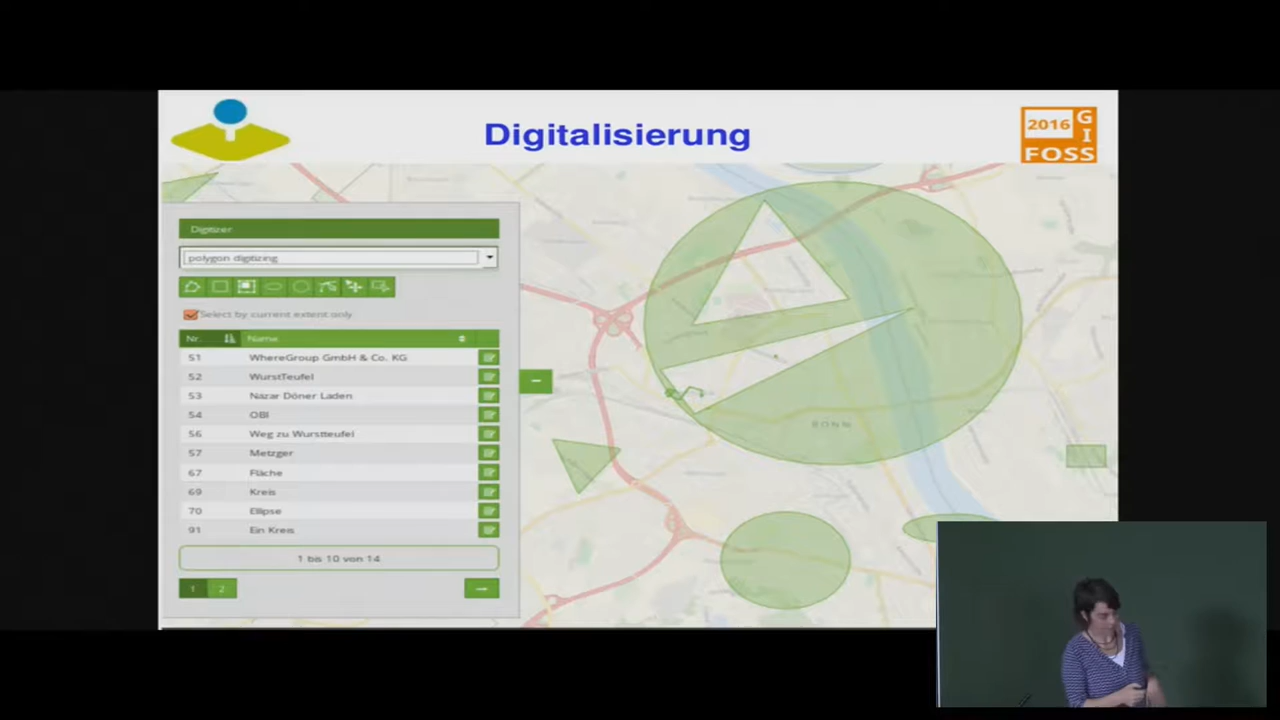 Digitalisierung
2016 G
I
FOSS
Digitizer
polygon digitizing
Select by current extent only
Nr. Name
51 WhereGroup GmbH & Co. KG
52 WurstTeufel
53 Nazar Döner Laden
54 OBI
56 Weg zu Wurstteufel
57 Metzger
67 Fläche
69 Kreis
70 Ellipse
91 Ein Kreis
1 bis 10 von 14
1 2
BONN